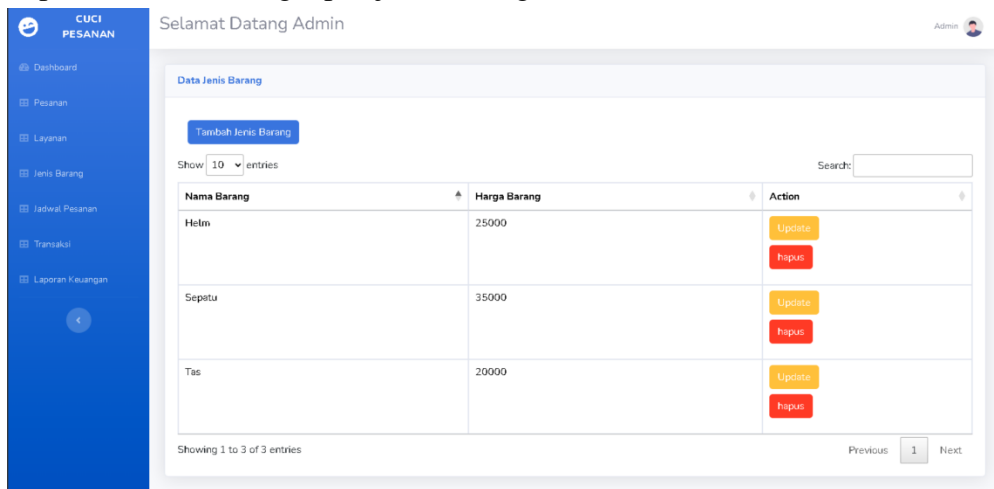 CUCI
PESANAN
Selamat Datang Admin
Admin
Dashboard
Pesanan
Layanan
Jenis Barang
Jadwal Pesanan
Transaksi
Laporan Keuangan
Data Jenis Barang
Tambah Jenis Barang
Show 10 entries
Search:
Nama Barang Harga Barang Action
Helm 25000 Update
hapus
Sepatu 35000 Update
hapus
Tas 20000 Update
hapus
Showing 1 to 3 of 3 entries
Previous 1 Next